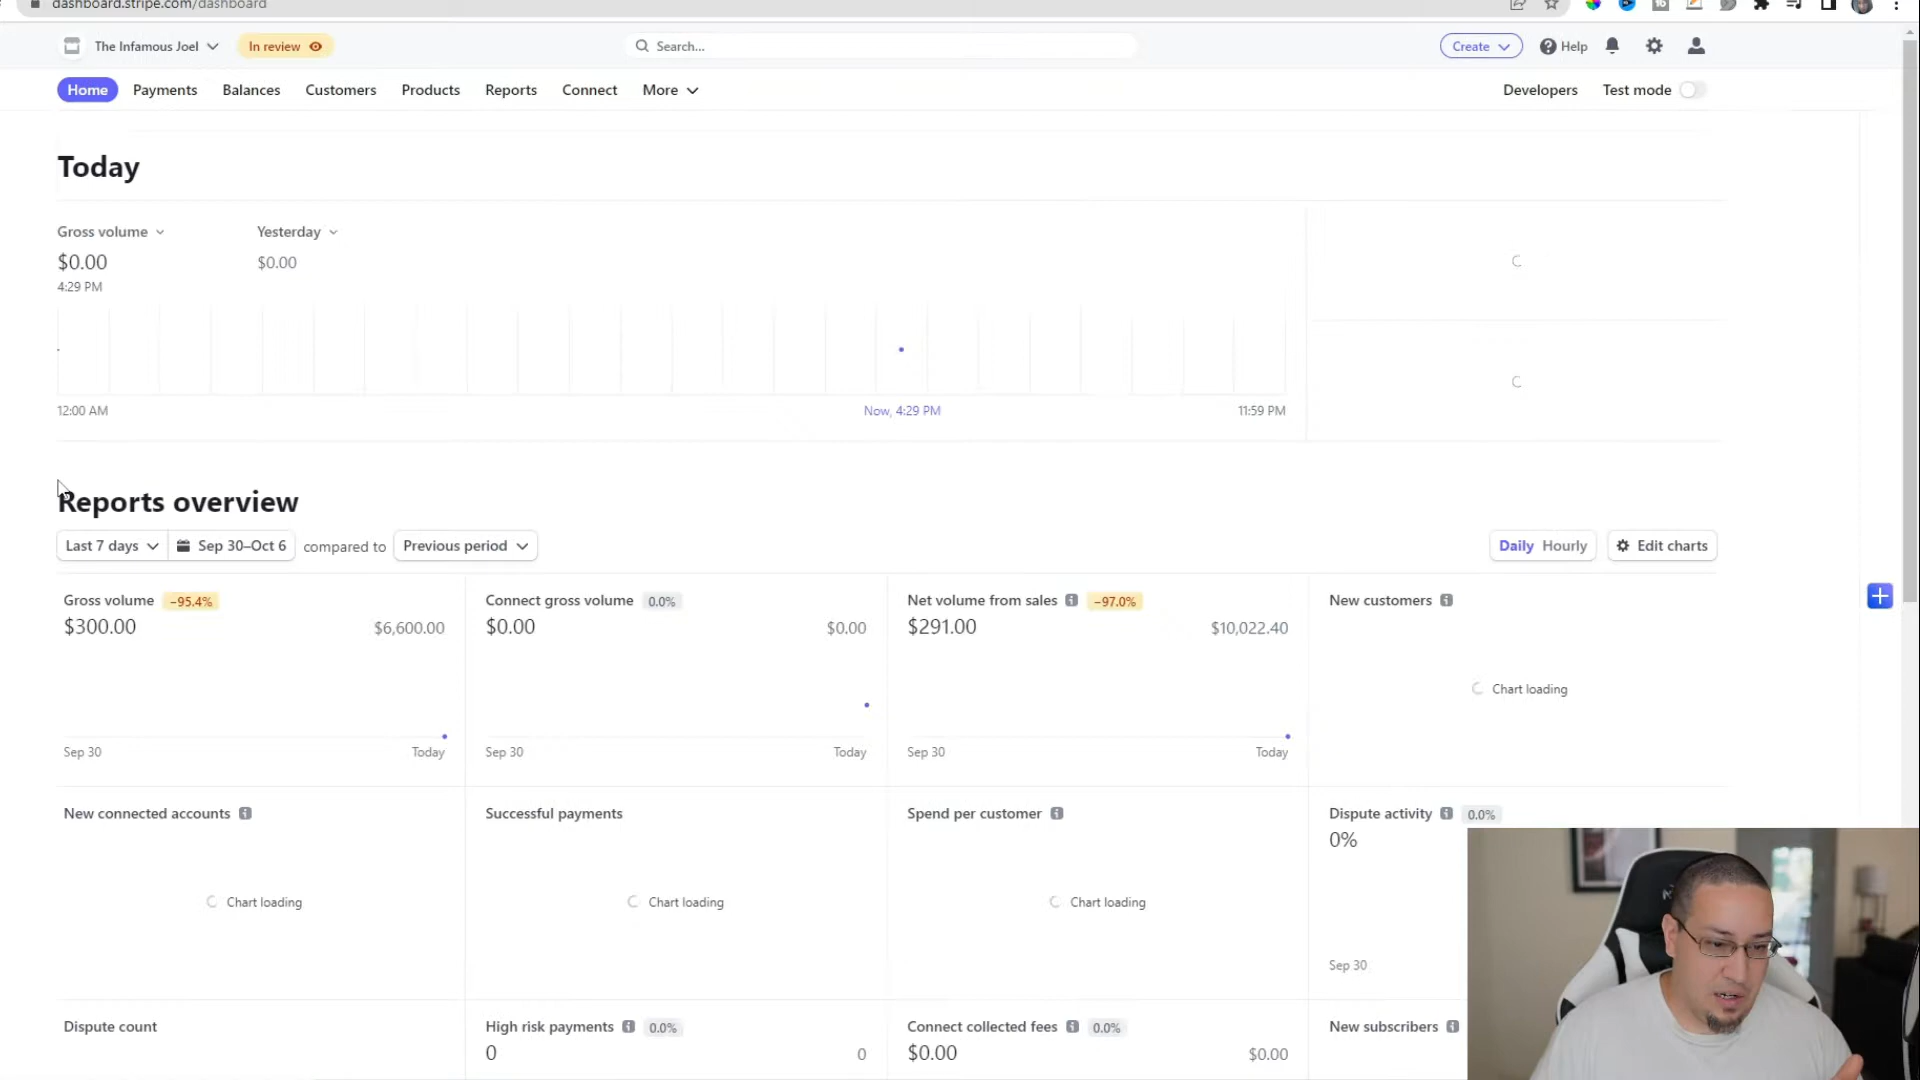 dashboard.stripe.com/dashboard
The Infamous Joel In review Search... Create Help
Home Payments Balances Customers Products Reports Connect More Developers Test mode
Today
Gross volume Yesterday
$0.00 $0.00
4:29 PM
12:00 AM Now, 4:29 PM 11:59 PM
Reports overview
Last 7 days Sep 30–Oct 6 compared to Previous period Daily Hourly Edit charts
Gross volume -95.4% Connect gross volume 0.0% Net volume from sales -97.0% New customers
$300.00 $6,600.00 $0.00 $0.00 $291.00 $10,022.40
Chart loading
Sep 30 Today Sep 30 Today Sep 30 Today
New connected accounts Successful payments Spend per customer Dispute activity 0.0%
0%
Chart loading Chart loading Chart loading
Sep 30
Dispute count High risk payments 0.0% Connect collected fees 0.0% New subscribers
0 0 $0.00 $0.00